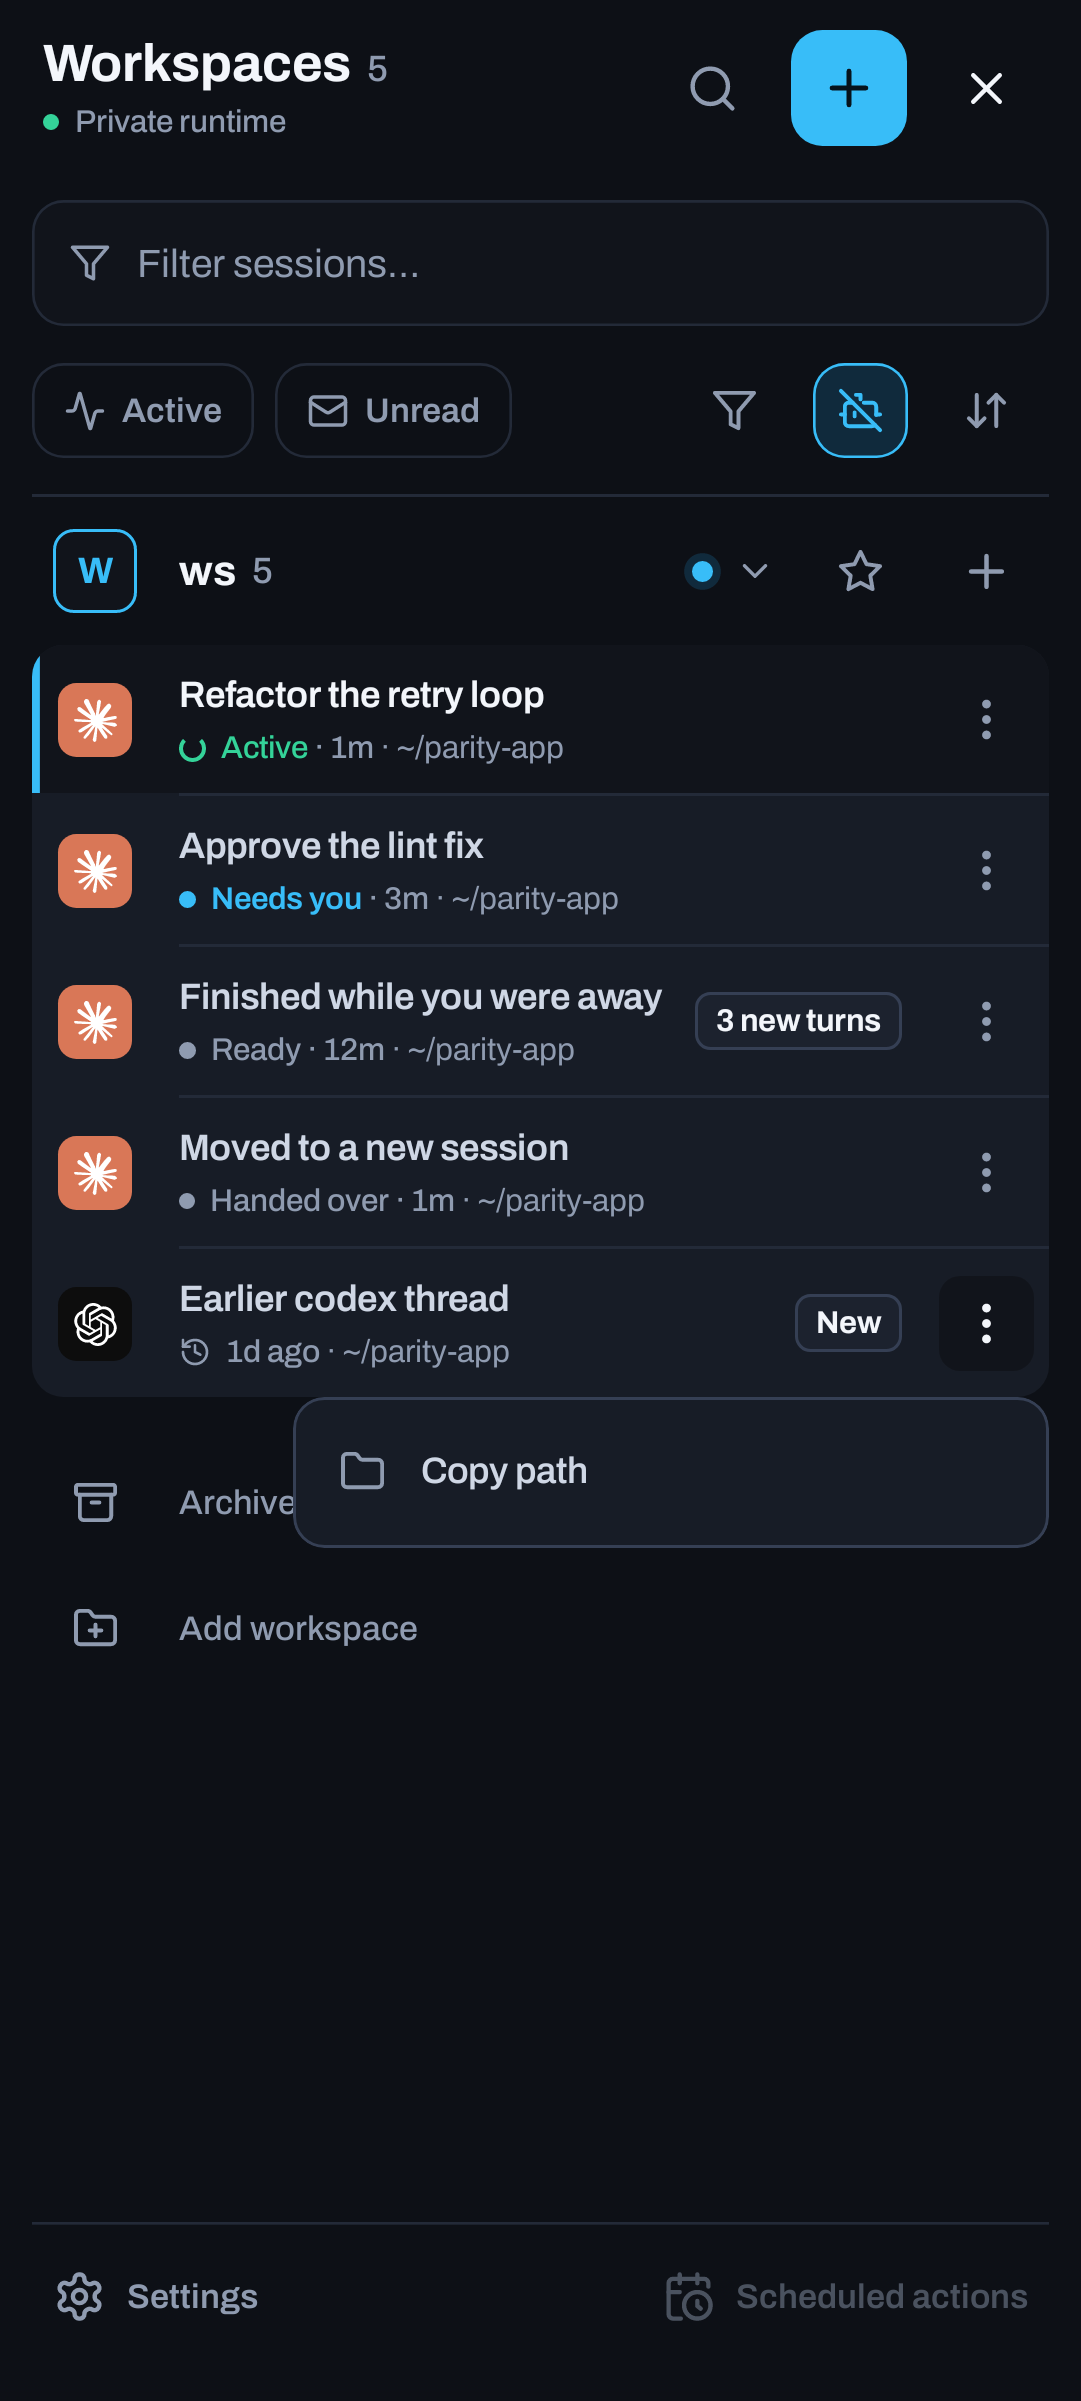 Workspaces 5
Private runtime
Filter sessions...
Active
Unread
W
ws 5
Refactor the retry loop
Active · 1m · ~/parity-app
Approve the lint fix
Needs you · 3m · ~/parity-app
Finished while you were away
3 new turns
Ready · 12m · ~/parity-app
Moved to a new session
Handed over · 1m · ~/parity-app
Earlier codex thread
New
1d ago · ~/parity-app
Copy path
Archive
Add workspace
Settings
Scheduled actions